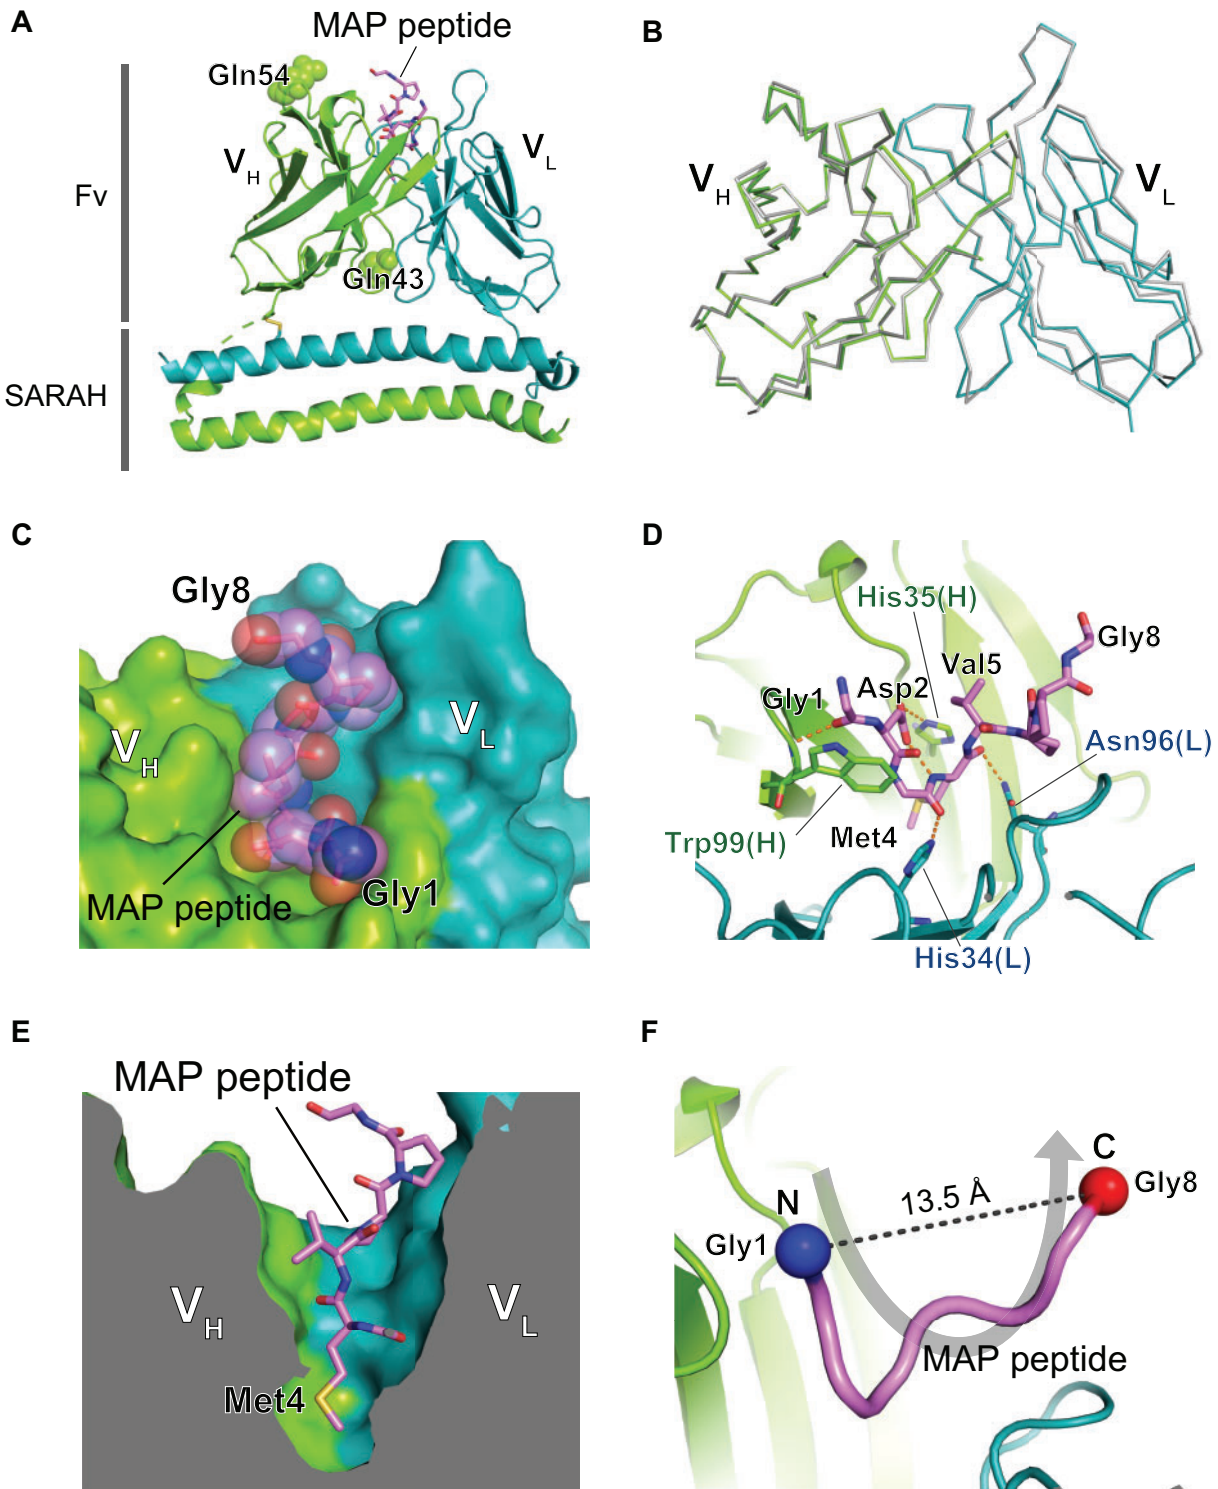 A
MAP peptide
Gln54
VH
VL
Fv
Gln43
SARAH
B
VH
VL
C
Gly8
VH
VL
MAP peptide
Gly1
D
His35(H)
Gly8
Val5
Asp2
Gly1
Asn96(L)
Met4
Trp99(H)
His34(L)
E
MAP peptide
VH
VL
Met4
F
C
Gly8
13.5 Å
N
Gly1
MAP peptide